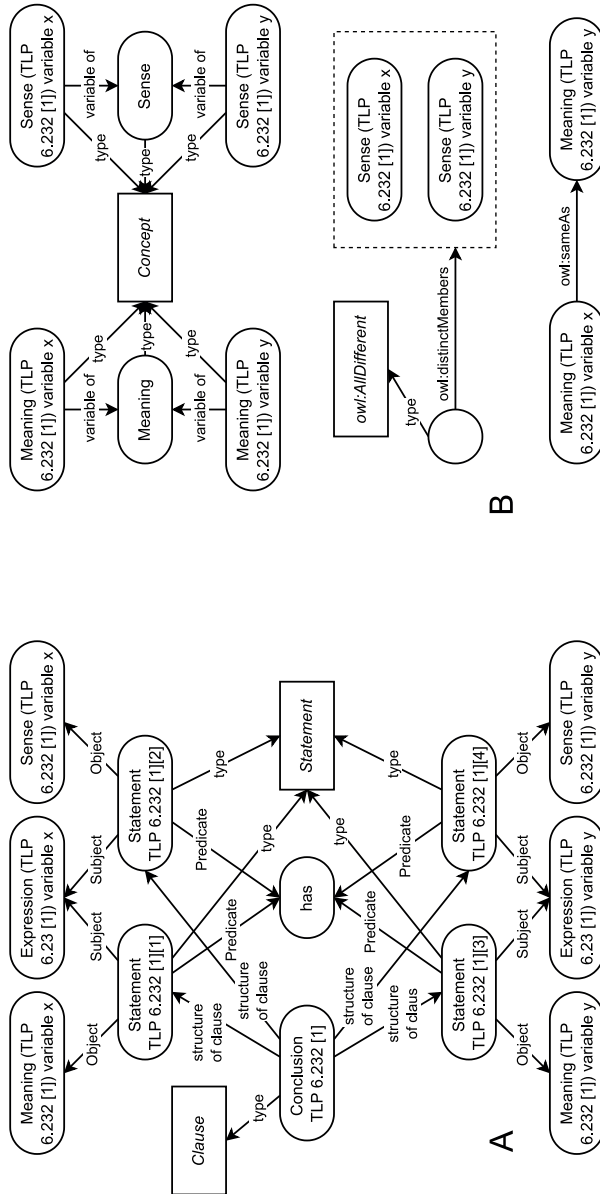 Meaning (TLP
6.232 [1]) variable x
Expression (TLP
6.23 [1]) variable x
Sense (TLP
6.232 [1]) variable x
Object
Subject
Subject
Object
Clause
Statement
TLP 6.232 [1][1]
Statement
TLP 6.232 [1][2]
type
structure
of clause
structure
of clause
Predicate
type
Predicate
type
Conclusion
TLP 6.232 [1]
has
Statement
structure
of claus
structure
of clause
Predicate
type
Predicate
type
Statement
TLP 6.232 [1][3]
Statement
TLP 6.232 [1][4]
Object
Subject
Subject
Object
Meaning (TLP
6.232 [1]) variable y
Expression (TLP
6.23 [1]) variable y
Sense (TLP
6.232 [1]) variable y
A
Meaning (TLP
6.232 [1]) variable x
Sense (TLP
6.232 [1]) variable x
variable of
type
type
variable of
Meaning
type
Concept
type
Sense
variable of
type
type
variable of
Meaning (TLP
6.232 [1]) variable y
Sense (TLP
6.232 [1]) variable y
owl:AllDifferent
type
owl:distinctMembers
Sense (TLP
6.232 [1]) variable x
Sense (TLP
6.232 [1]) variable y
B
Meaning (TLP
6.232 [1]) variable x
owl:sameAs
Meaning (TLP
6.232 [1]) variable y